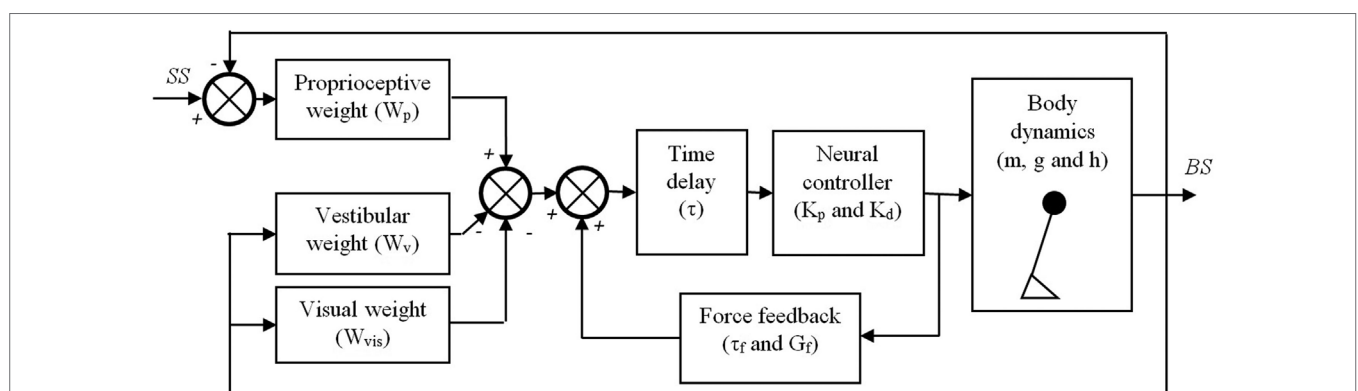 -
SS
+
Proprioceptive
weight (Wp)
+
Vestibular
weight (Wv)
-
-
Visual weight
(Wvis)
+
+
Time
delay
(τ)
Neural
controller
(Kp and Kd)
Force feedback
(τf and Gf)
Body
dynamics
(m, g and h)
BS